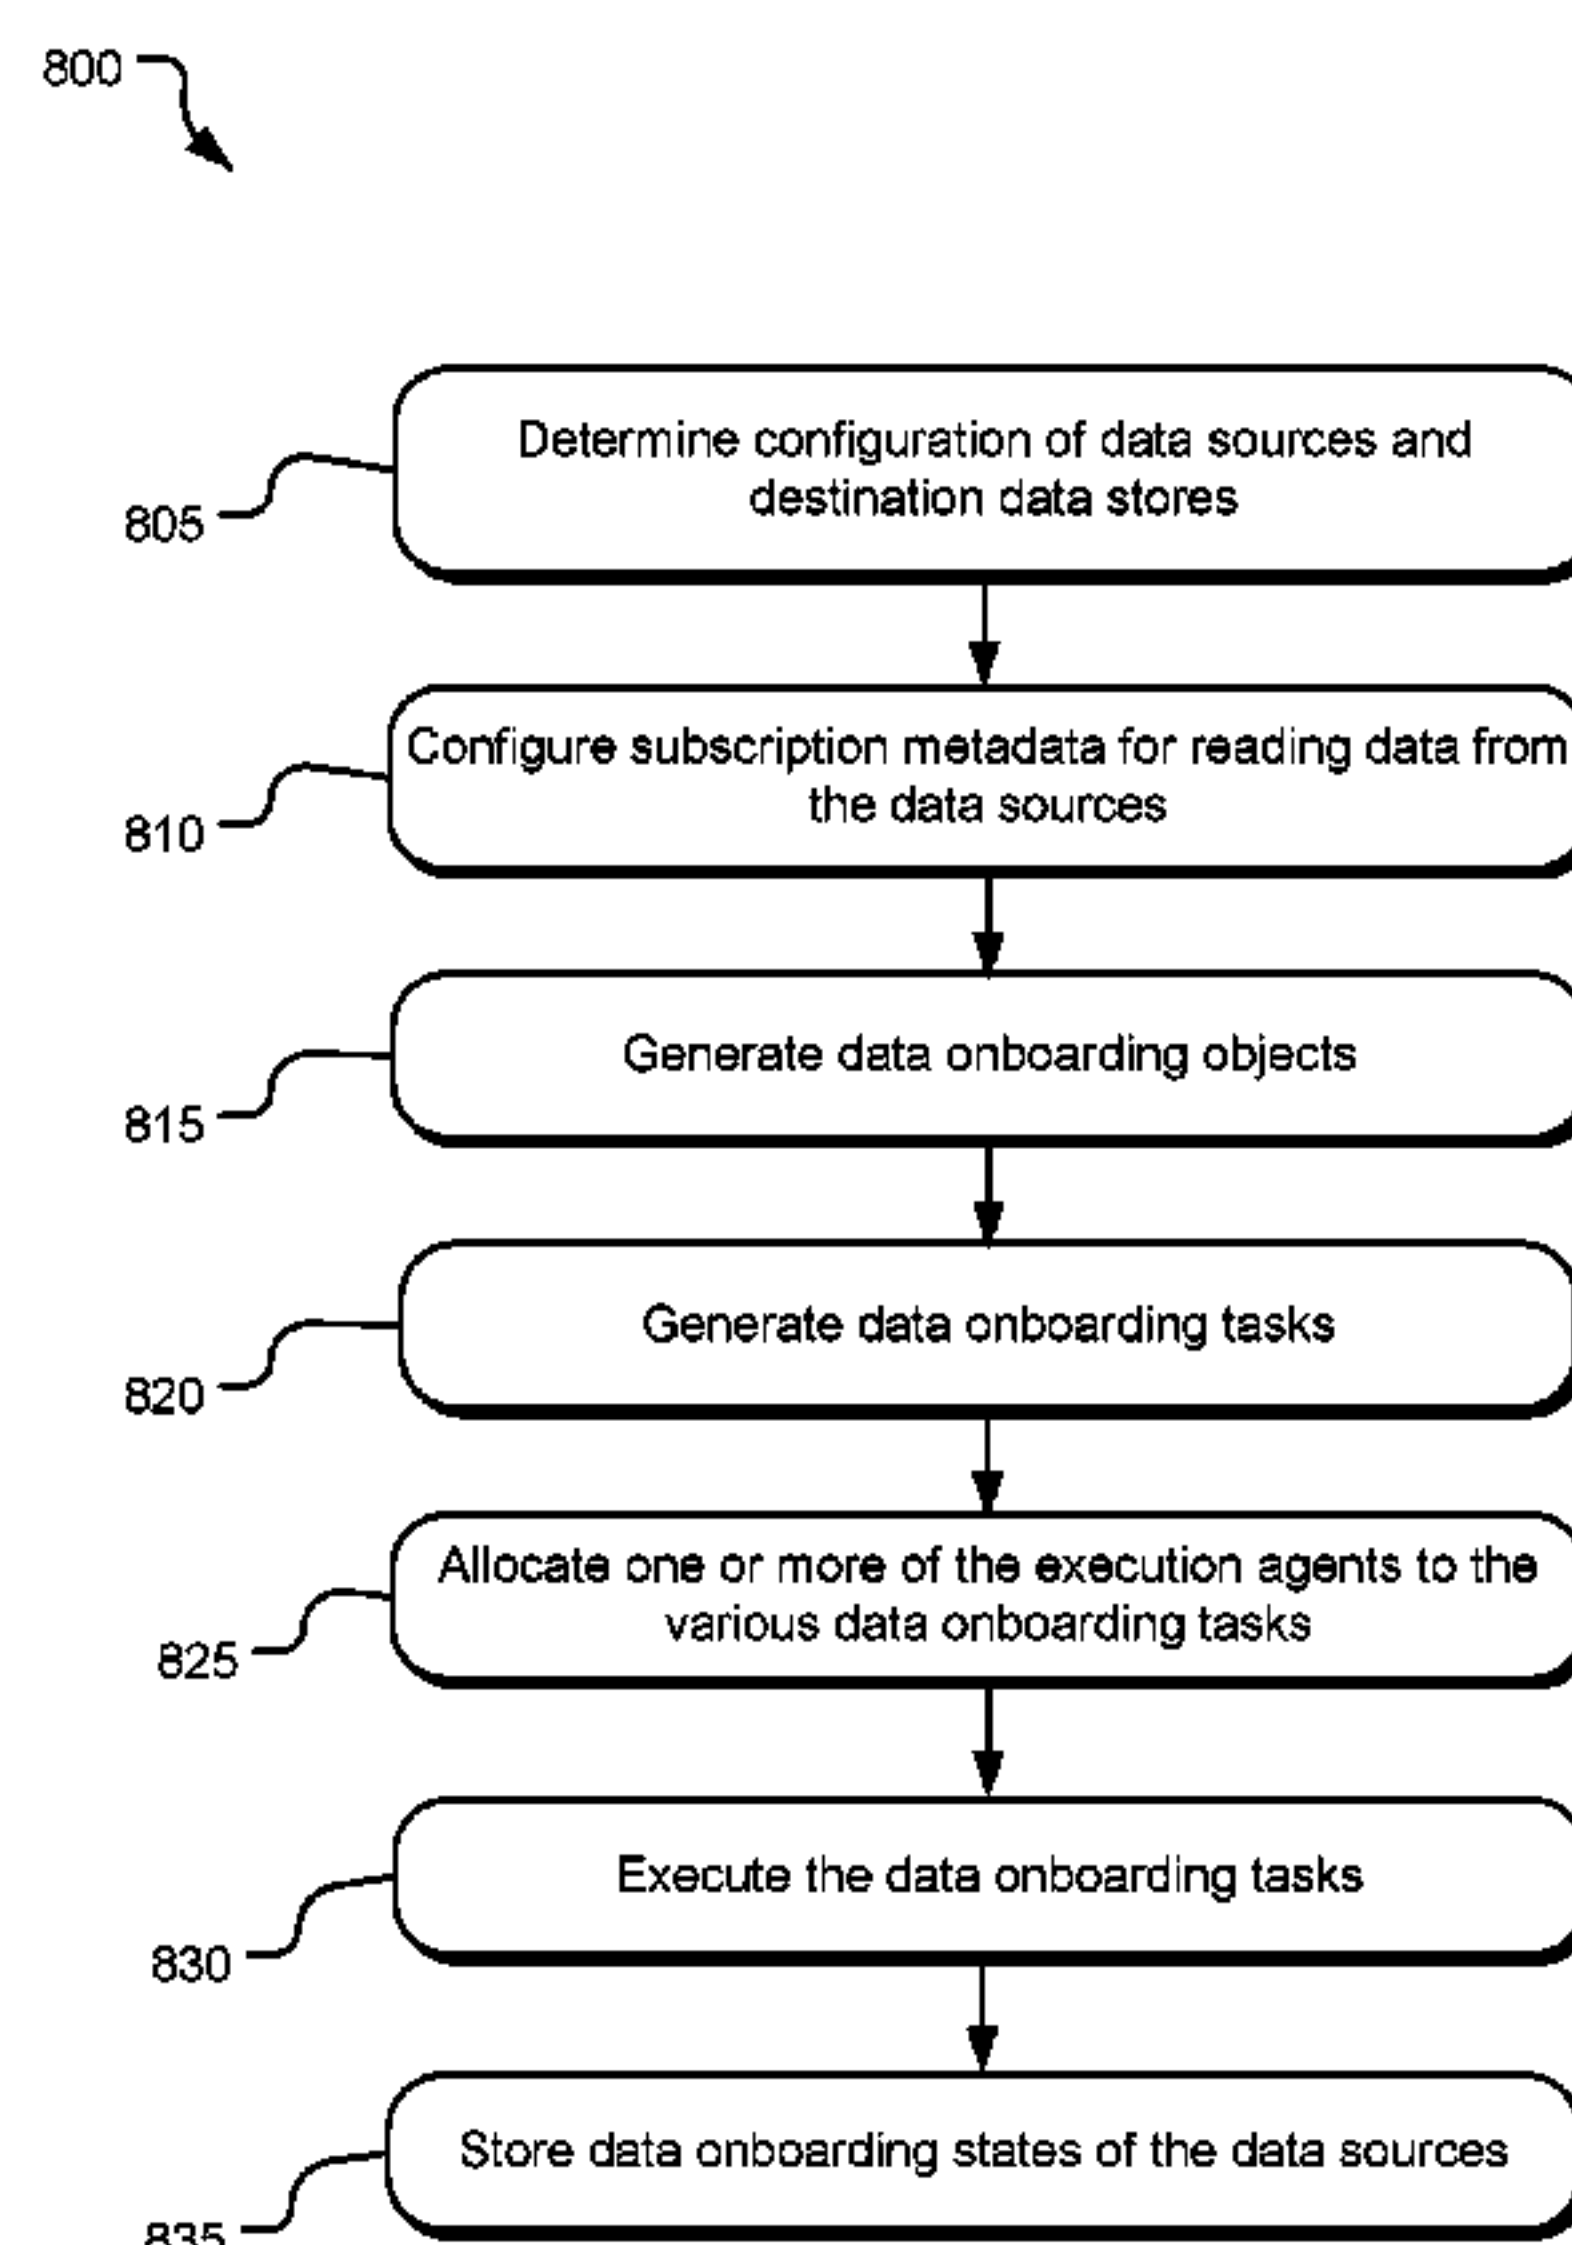 800
Determine configuration of data sources and
destination data stores
805
Configure subscription metadata for reading data from
the data sources
810
Generate data onboarding objects
815
Generate data onboarding tasks
820
Allocate one or more of the execution agents to the
various data onboarding tasks
825
Execute the data onboarding tasks
830
Store data onboarding states of the data sources
835